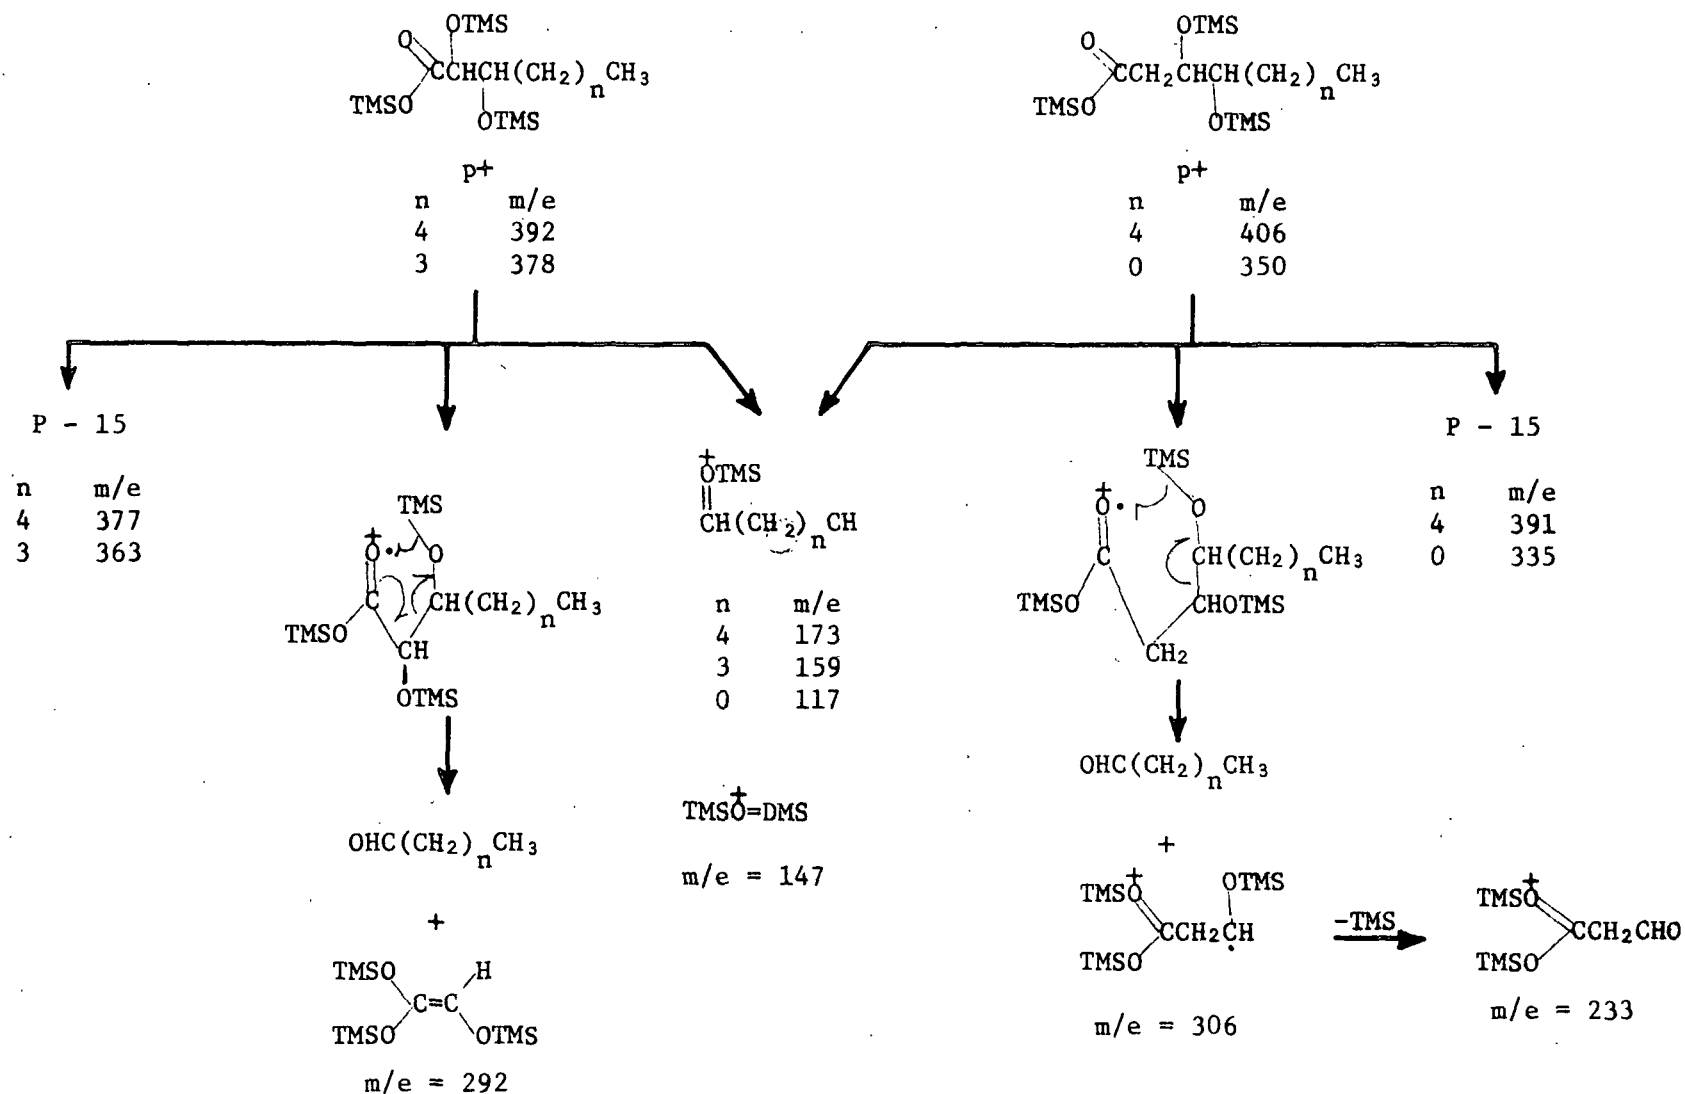 OTMS
O
CCHCH(CH2)nCH3
TMSO
OTMS
p+
n m/e
4 392
3 378
OTMS
O
CCH2CHCH(CH2)nCH3
TMSO
OTMS
p+
n m/e
4 406
0 350
P - 15
n m/e
4 377
3 363
TMS
+
O·
O
C
CH(CH2)nCH3
TMSO
CH
OTMS
OHC(CH2)nCH3
+
TMSO
H
C=C
TMSO
OTMS
m/e = 292
+
OTMS
CH(CH2)nCH
n m/e
4 173
3 159
0 117
+
TMSO=DMS
m/e = 147
TMS
+
O·
O
C
CH(CH2)nCH3
TMSO
CHOTMS
CH2
OHC(CH2)nCH3
+
+
TMSO
OTMS
CCH2CH
·
TMSO
m/e = 306
-TMS
+
TMSO
CCH2CHO
TMSO
m/e = 233
P - 15
n m/e
4 391
0 335